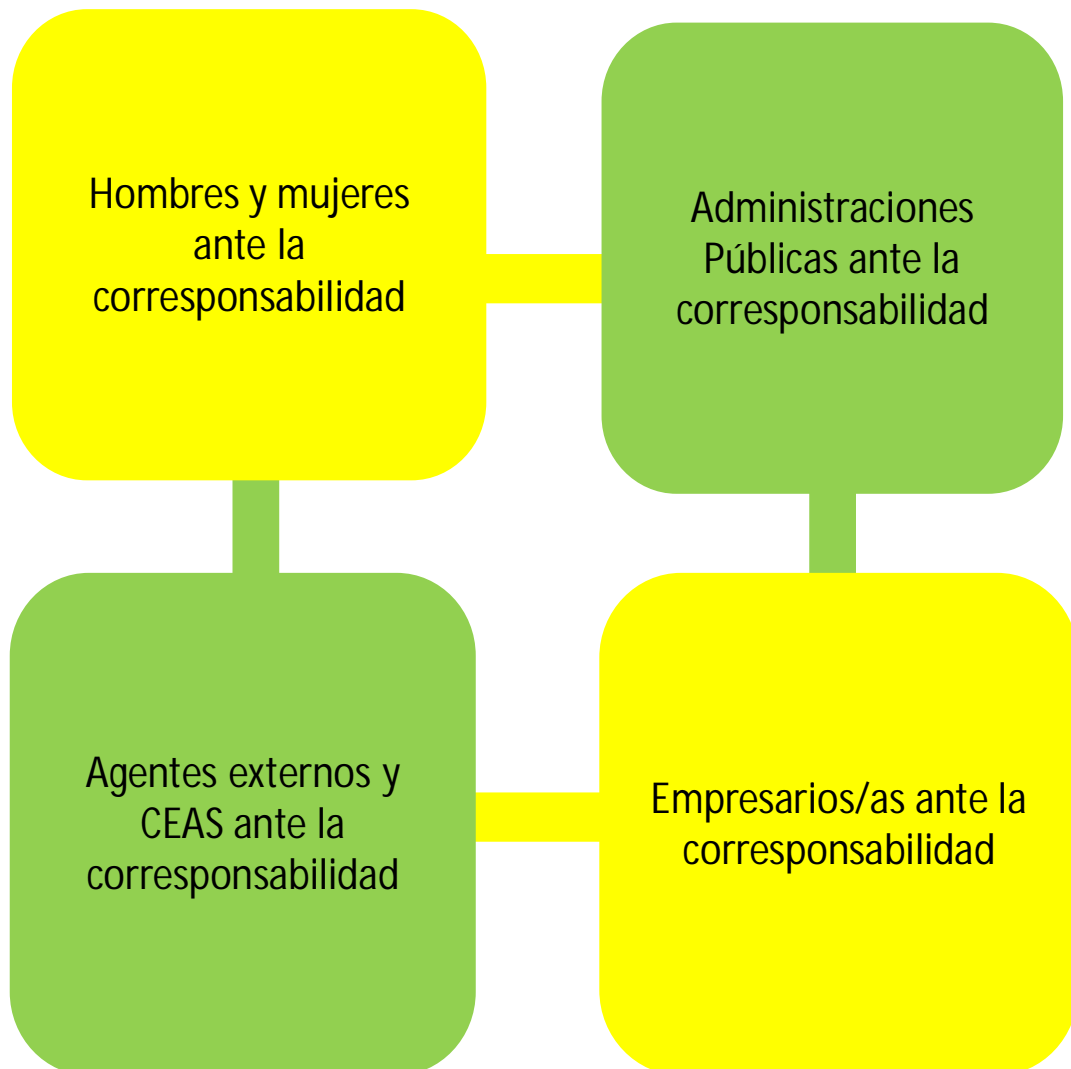 Hombres y mujeres
ante la
corresponsabilidad
Administraciones
Públicas ante la
corresponsabilidad
Agentes externos y
CEAS ante la
corresponsabilidad
Empresarios/as ante la
corresponsabilidad